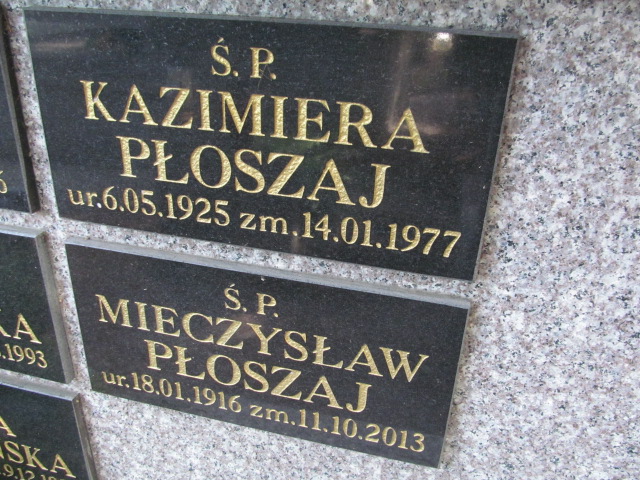 Ś. P.
KAZIMIERA
PŁOSZAJ
ur.6.05.1925 zm.14.01.1977
Ś. P.
MIECZYSŁAW
PŁOSZAJ
ur.18.01.1916 zm.11.10.2013